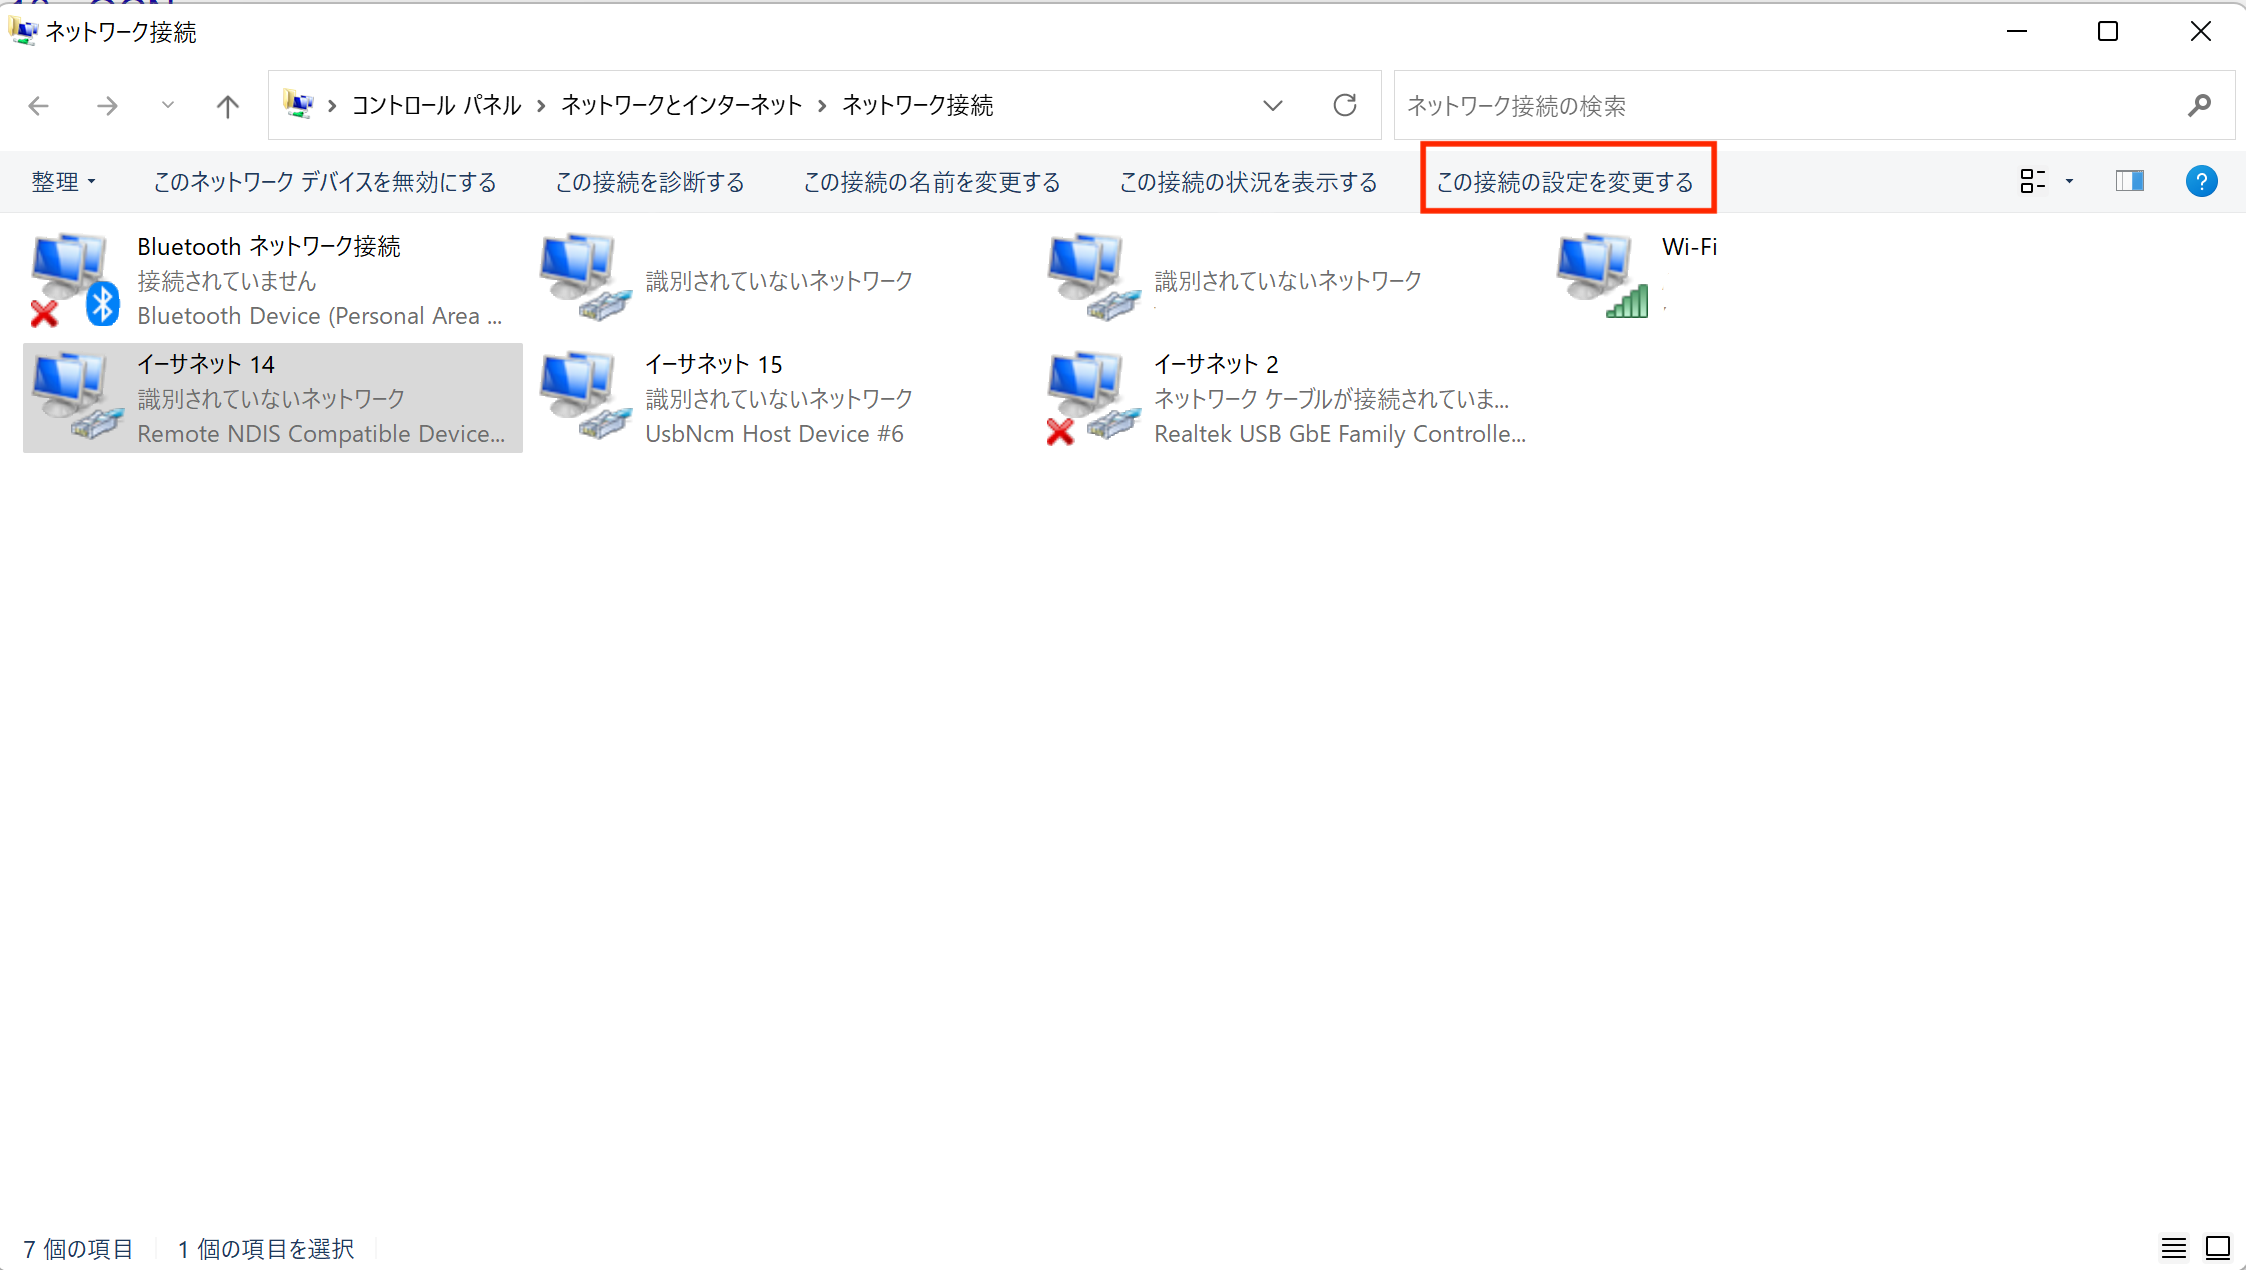 ネットワーク接続
コントロール パネル > ネットワークとインターネット > ネットワーク接続
ネットワーク接続の検索
整理 このネットワーク デバイスを無効にする この接続を診断する この接続の名前を変更する この接続の状況を表示する この接続の設定を変更する
?
Bluetooth ネットワーク接続
接続されていません
Bluetooth Device (Personal Area ...
識別されていないネットワーク
識別されていないネットワーク
Wi-Fi
イーサネット 14
識別されていないネットワーク
Remote NDIS Compatible Device...
イーサネット 15
識別されていないネットワーク
UsbNcm Host Device #6
イーサネット 2
ネットワーク ケーブルが接続されていま...
Realtek USB GbE Family Controlle...
7 個の項目 1 個の項目を選択